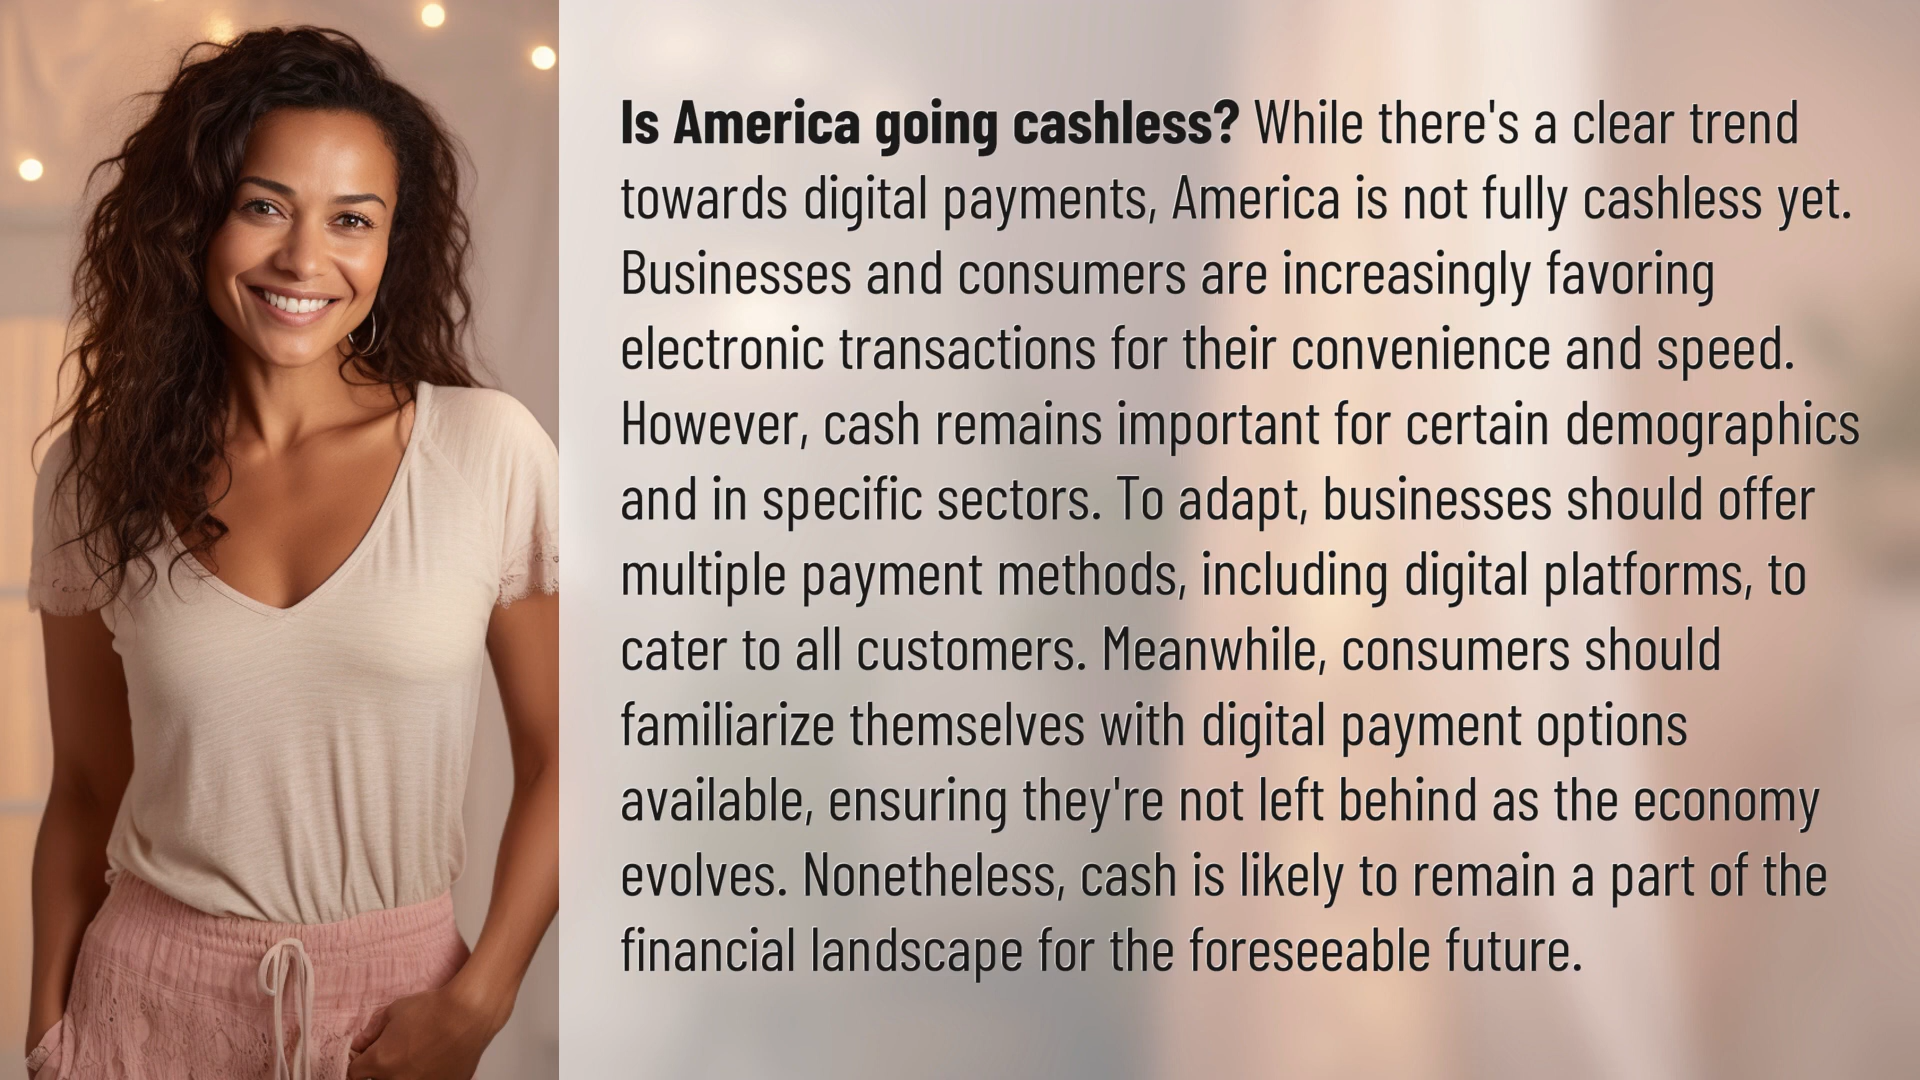 Is America going cashless? While there's a clear trend
towards digital payments, America is not fully cashless yet.
Businesses and consumers are increasingly favoring
electronic transactions for their convenience and speed.
However, cash remains important for certain demographics
and in specific sectors. To adapt, businesses should offer
multiple payment methods, including digital platforms, to
cater to all customers. Meanwhile, consumers should
familiarize themselves with digital payment options
available, ensuring they're not left behind as the economy
evolves. Nonetheless, cash is likely to remain a part of the
financial landscape for the foreseeable future.